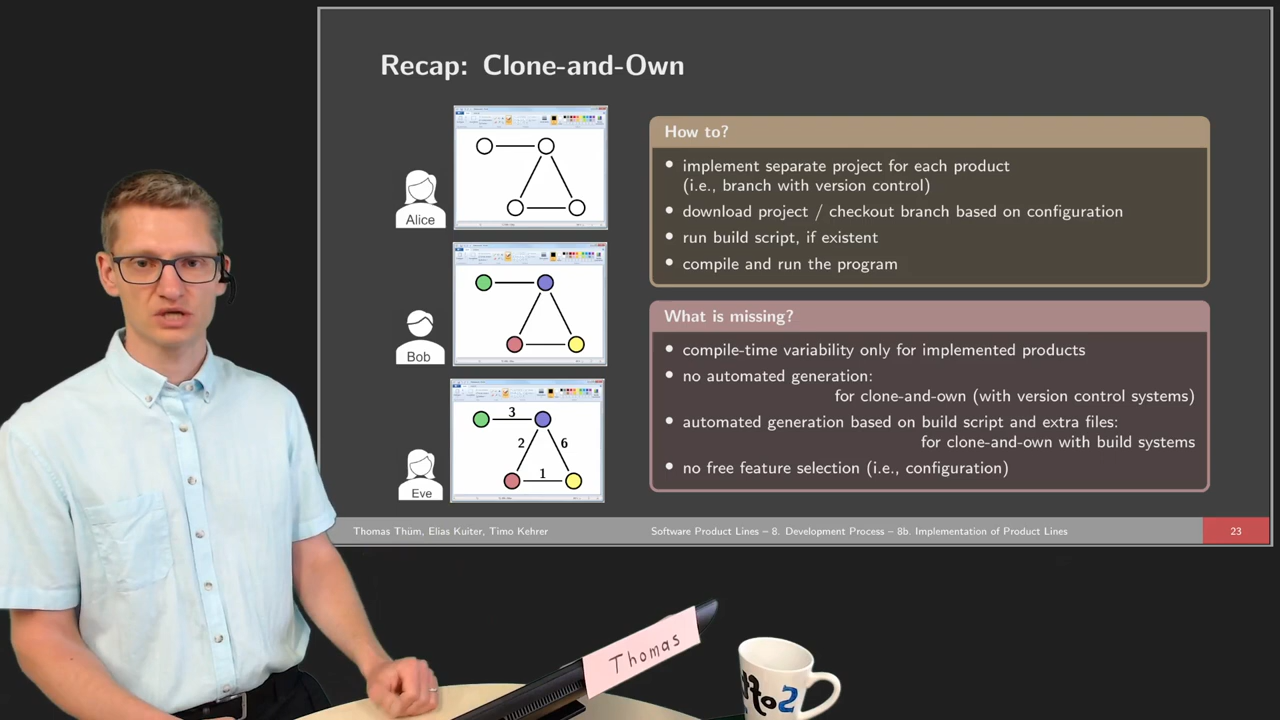 Recap: Clone-and-Own
Alice
Bob
3
2
6
1
Eve
How to?
• implement separate project for each product
(i.e., branch with version control)
• download project / checkout branch based on configuration
• run build script, if existent
• compile and run the program
What is missing?
• compile-time variability only for implemented products
• no automated generation:
for clone-and-own (with version control systems)
• automated generation based on build script and extra files:
for clone-and-own with build systems
• no free feature selection (i.e., configuration)
Thomas Thüm, Elias Kuiter, Timo Kehrer
Software Product Lines – 8. Development Process – 8b. Implementation of Product Lines
23
Thomas